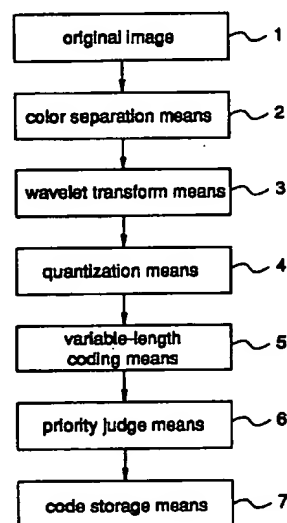 original image
1
color separation means
2
wavelet transform means
3
quantization means
4
variable-length
coding means
5
priority judge means
6
code storage means
7